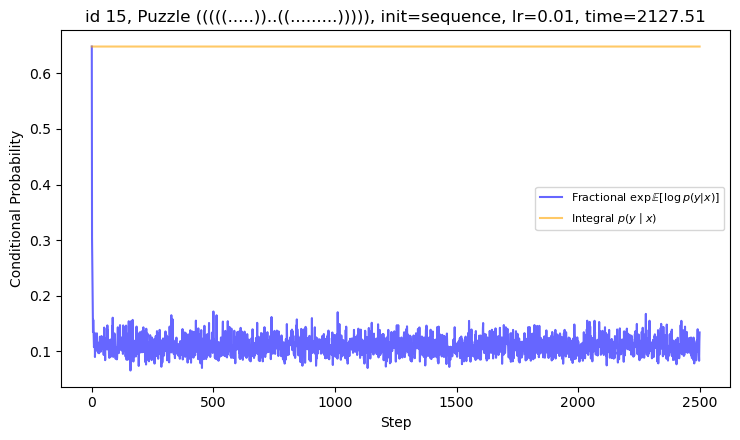 id 15, Puzzle (((((.....))..((.........))))), init=sequence, lr=0.01, time=2127.51
Conditional Probability
0.6
0.5
0.4
0.3
0.2
0.1
Fractional exp𝔼[log p(y|x)]
Integral p(y | x)
0 500 1000 1500 2000 2500
Step